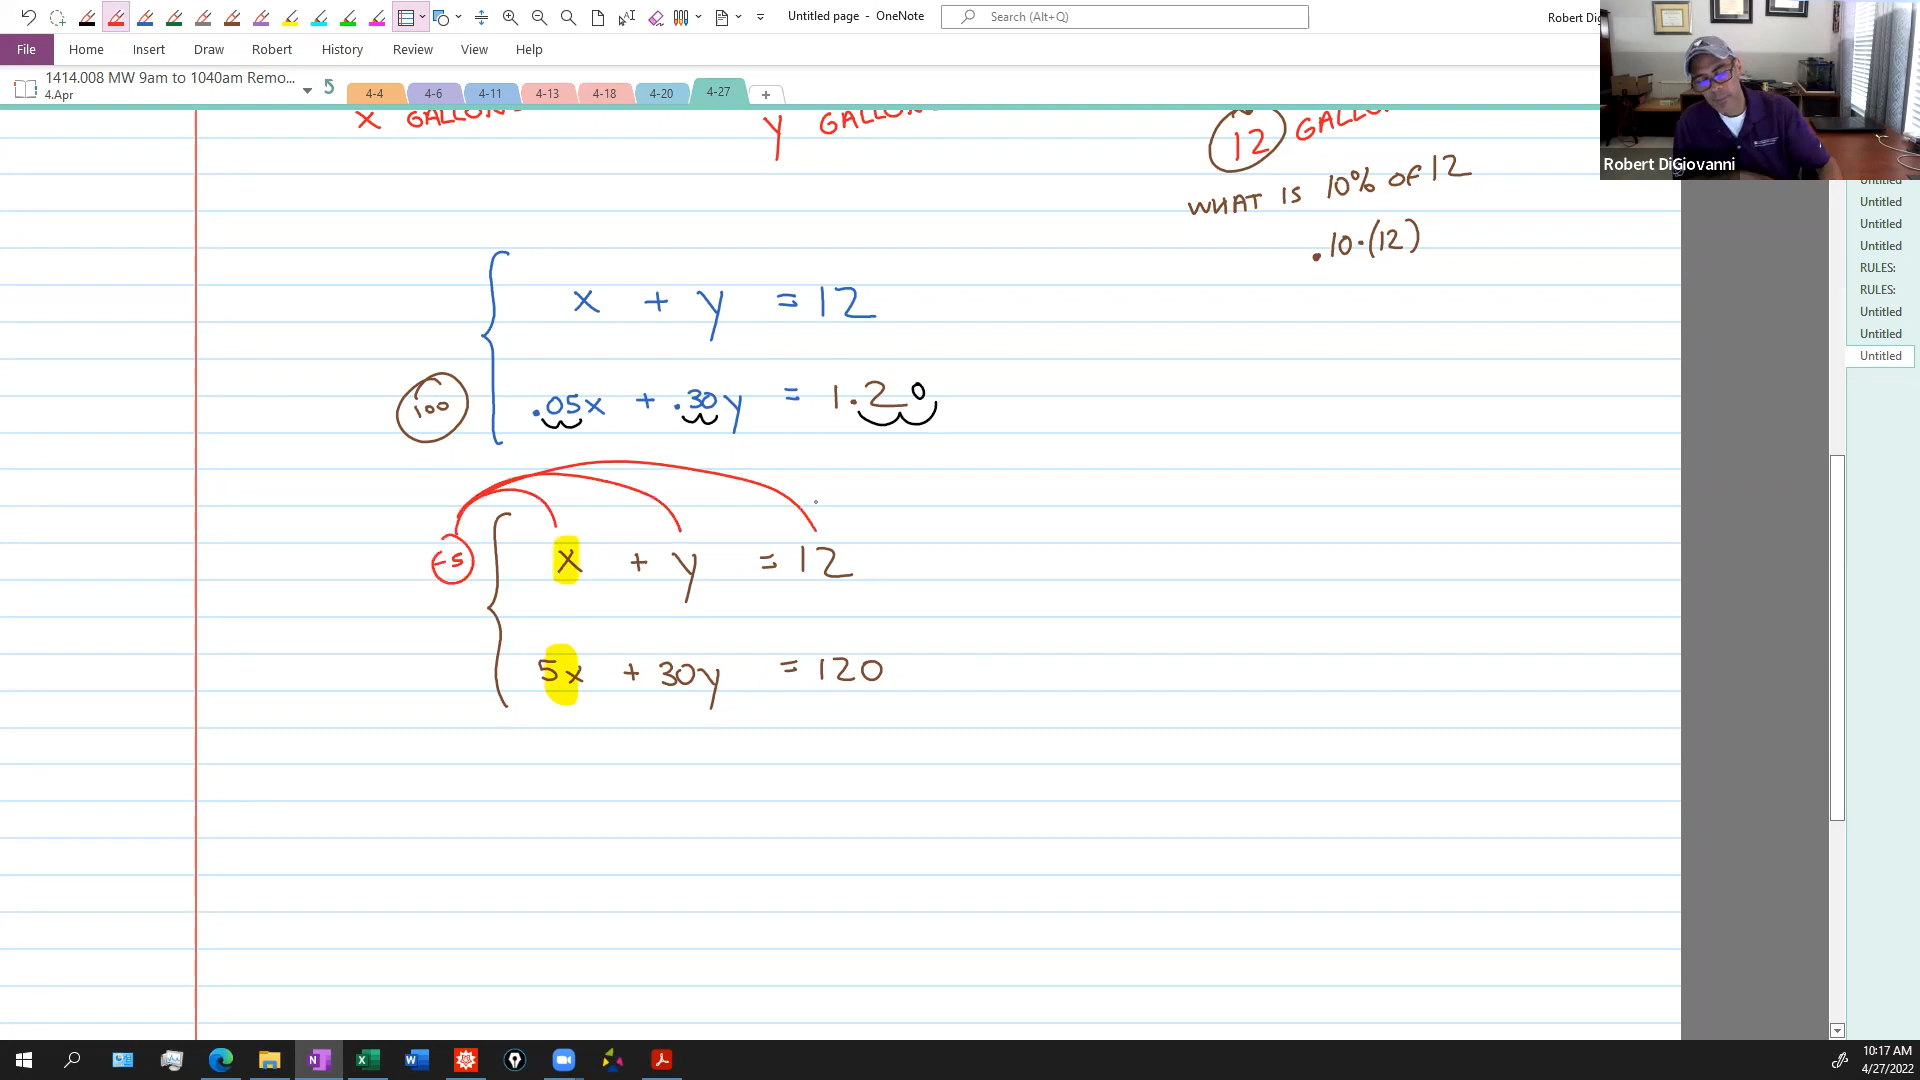 Untitled page - OneNote
Search (Alt+Q)
Robert Di
File Home Insert Draw Robert History Review View Help
1414.008 MW 9am to 1040am Remo...
4.Apr
4-4 4-6 4-11 4-13 4-18 4-20 4-27 +
Robert DiGiovanni
X
y
12
WHAT IS 10% OF 12
.10·(12)
x + y = 12
100 .05x + .30y = 1.20
-5 x + y = 12
5x + 30y = 120
Untitled
Untitled
Untitled
RULES:
RULES:
Untitled
Untitled
Untitled
10:17 AM
4/27/2022